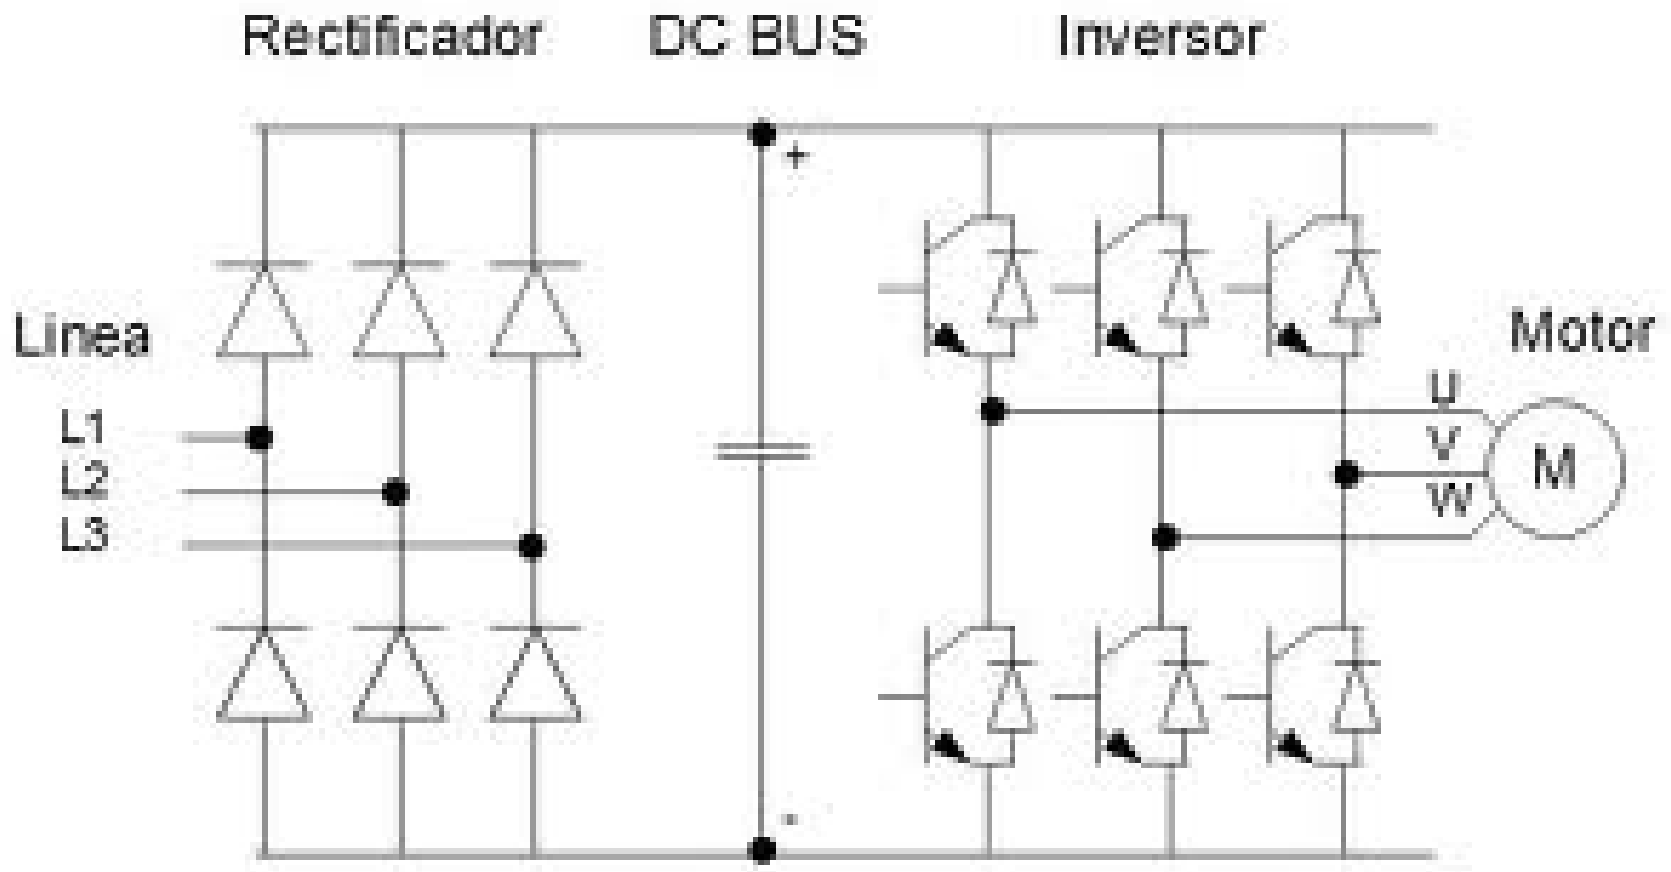 Rectificador DC BUS Inversor
+
Linea
Motor
L1
L2
L3
U
V
W
M
-